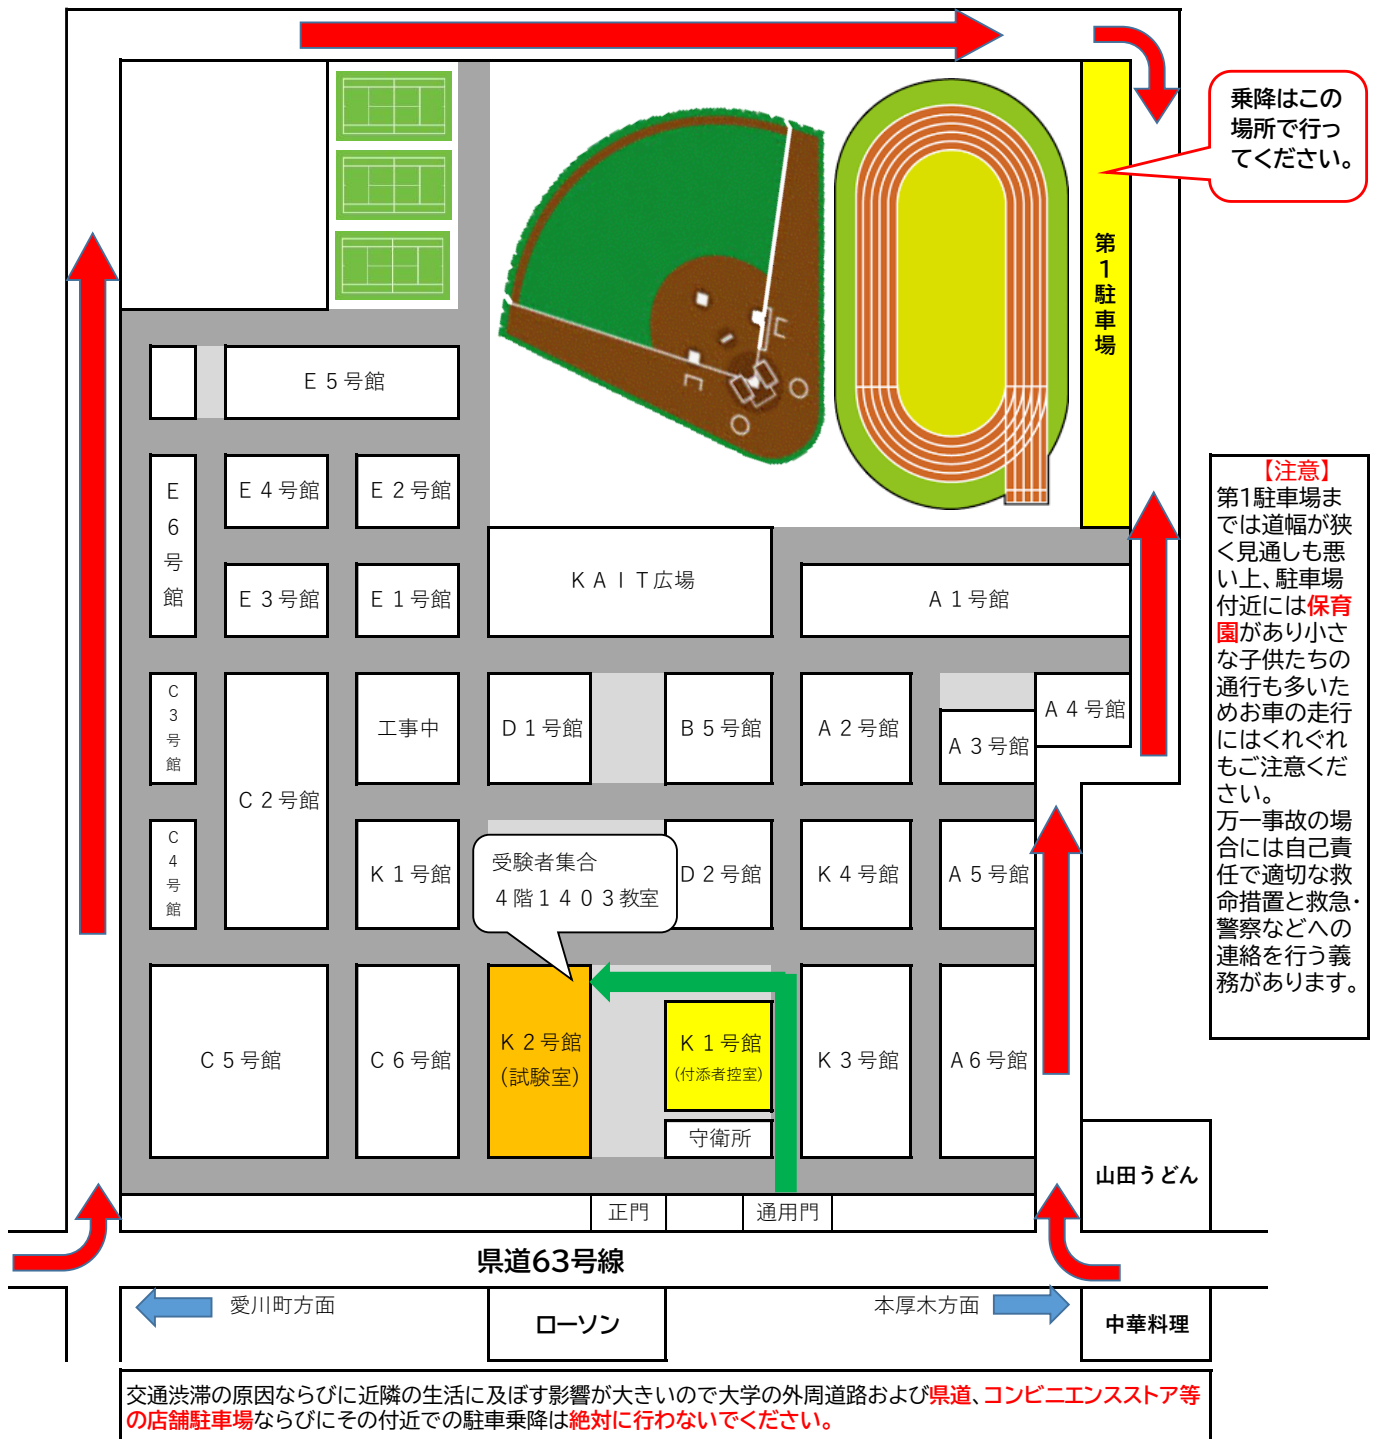 乗降はこの
場所で行っ
てください。
第1駐車場
E5号館
E6号館
E4号館
E2号館
E3号館
E1号館
KAIT広場
A1号館
【注意】
第1駐車場ま
では道幅が狭
く見通しも悪
い上、駐車場
付近には保育
園があり小さ
な子供たちの
通行も多いた
めお車の走行
にはくれぐれ
もご注意くだ
さい。
万一事故の場
合には自己責
任で適切な救
命措置と救急・
警察などへの
連絡を行う義
務があります。
C3号館
C2号館
工事中
D1号館
B5号館
A2号館
A3号館
A4号館
C4号館
K1号館
受験者集合
4階1403教室
D2号館
K4号館
A5号館
C5号館
C6号館
K2号館
(試験室)
K1号館
(付添者控室)
守衛所
K3号館
A6号館
山田うどん
正門
通用門
県道63号線
愛川町方面
ローソン
本厚木方面
中華料理
交通渋滞の原因ならびに近隣の生活に及ぼす影響が大きいので大学の外周道路および県道、コンビニエンスストア等
の店舗駐車場ならびにその付近での駐車乗降は絶対に行わないでください。